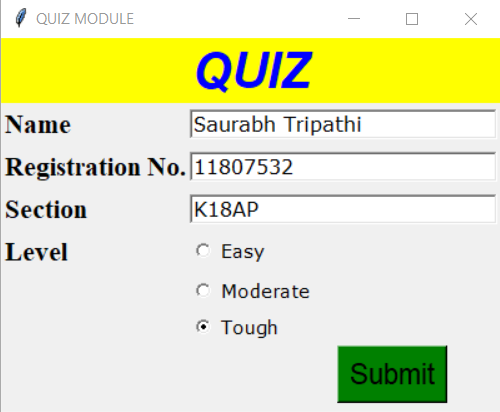 QUIZ MODULE
QUIZ
Name Saurabh Tripathi
Registration No. 11807532
Section K18AP
Level Easy
Moderate
Tough
Submit